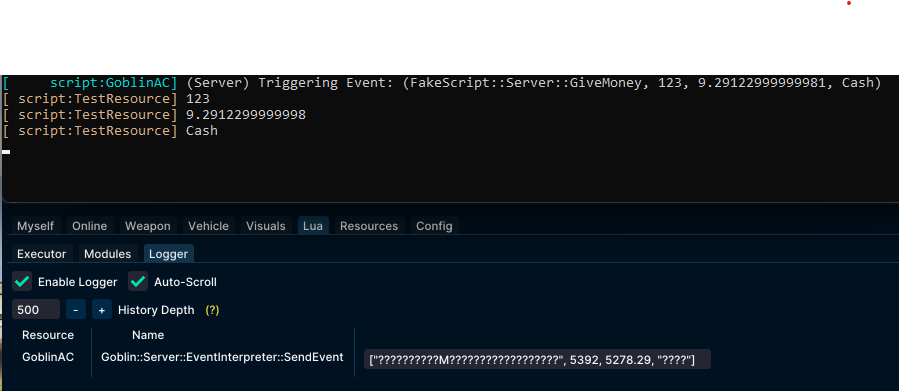 [     script:GoblinAC] (Server) Triggering Event: (FakeScript::Server::GiveMoney, 123, 9.29122999999981, Cash)
[ script:TestResource] 123
[ script:TestResource] 9.2912299999998
[ script:TestResource] Cash
Myself Online Weapon Vehicle Visuals Lua Resources Config
Executor Modules Logger
Enable Logger Auto-Scroll
500 - + History Depth (?)
Resource Name
GoblinAC Goblin::Server::EventInterpreter::SendEvent ["??????????M??????????????????", 5392, 5278.29, "????"]